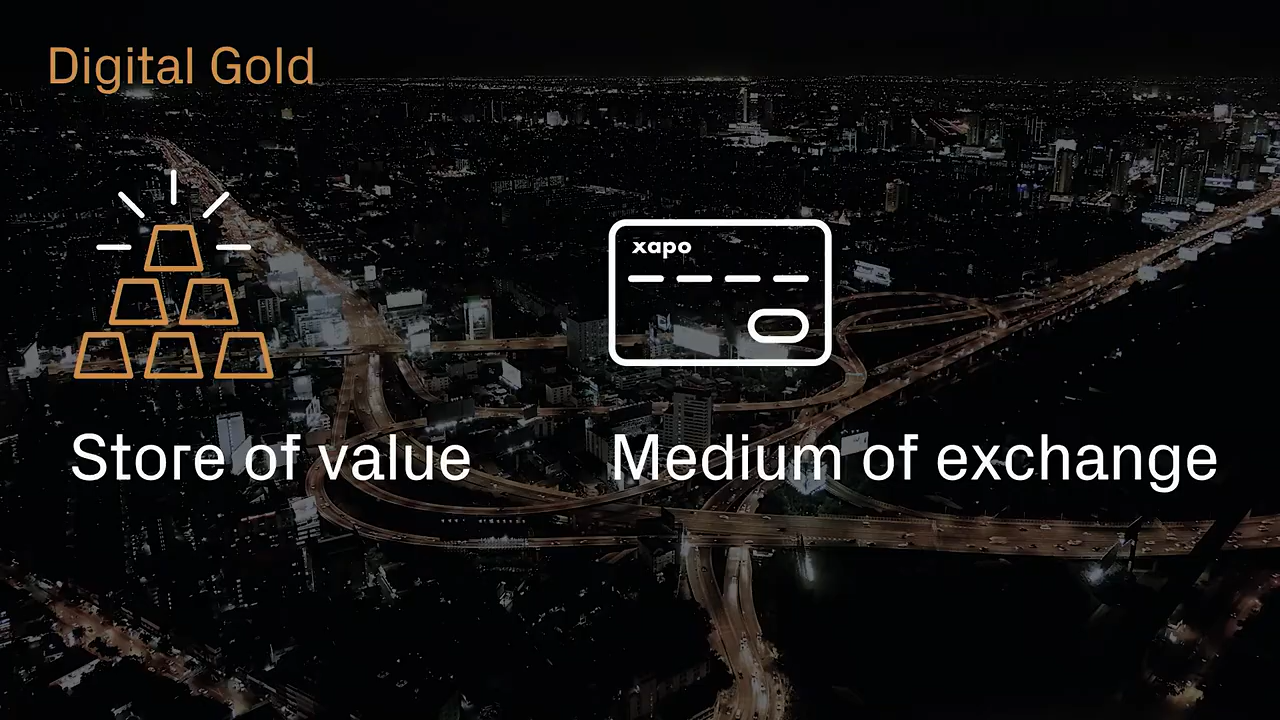 Digital Gold
xapo
Store of value
Medium of exchange